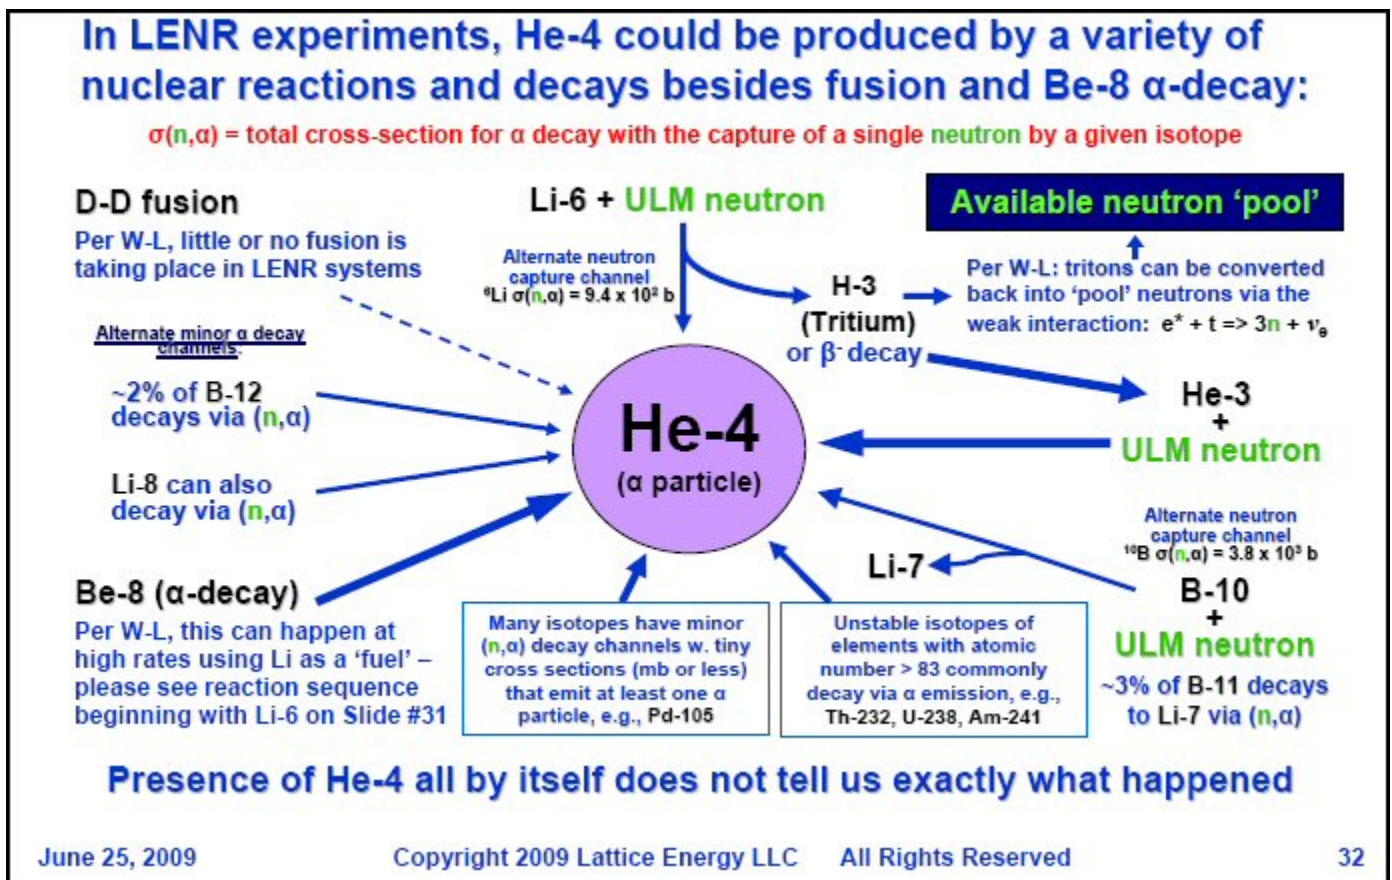 In LENR experiments, He-4 could be produced by a variety of
nuclear reactions and decays besides fusion and Be-8 α-decay:
σ(n,α) = total cross-section for α decay with the capture of a single neutron by a given isotope
D-D fusion
Per W-L, little or no fusion is
taking place in LENR systems
Alternate minor α decay
channels:
~2% of B-12
decays via (n,α)
Li-8 can also
decay via (n,α)
Be-8 (α-decay)
Per W-L, this can happen at
high rates using Li as a ‘fuel’ –
please see reaction sequence
beginning with Li-6 on Slide #31
Li-6 + ULM neutron
Alternate neutron
capture channel
⁶Li σ(n,α) = 9.4 x 10² b
H-3
(Tritium)
or β⁻ decay
Available neutron ‘pool’
Per W-L: tritons can be converted
back into ‘pool’ neutrons via the
weak interaction: e* + t => 3n + νₑ
He-4
(α particle)
He-3
+
ULM neutron
Alternate neutron
capture channel
¹⁰B σ(n,α) = 3.8 x 10³ b
Li-7
B-10
+
ULM neutron
~3% of B-11 decays
to Li-7 via (n,α)
Many isotopes have minor
(n,α) decay channels w. tiny
cross sections (mb or less)
that emit at least one α
particle, e.g., Pd-105
Unstable isotopes of
elements with atomic
number > 83 commonly
decay via α emission, e.g.,
Th-232, U-238, Am-241
Presence of He-4 all by itself does not tell us exactly what happened
June 25, 2009
Copyright 2009 Lattice Energy LLC All Rights Reserved
32